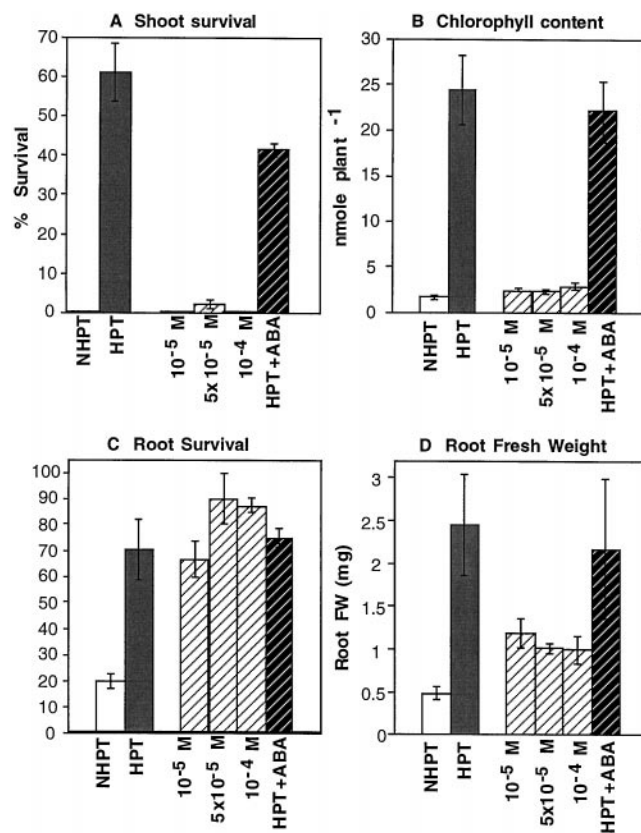 A Shoot survival
70
60
50
40
30
20
10
0
% Survival
NHPT
HPT
10⁻⁵ M
5x10⁻⁵ M
10⁻⁴ M
HPT+ABA
B Chlorophyll content
30
25
20
15
10
5
0
nmole plant -1
NHPT
HPT
10⁻⁵ M
5x10⁻⁵ M
10⁻⁴ M
HPT+ABA
C Root Survival
100
90
80
70
60
50
40
30
20
10
0
NHPT
HPT
10⁻⁵ M
5x10⁻⁵ M
10⁻⁴ M
HPT+ABA
D Root Fresh Weight
3
2.5
2
1.5
1
0.5
0
Root FW (mg)
NHPT
HPT
10⁻⁵ M
5x10⁻⁵ M
10⁻⁴ M
HPT+ABA